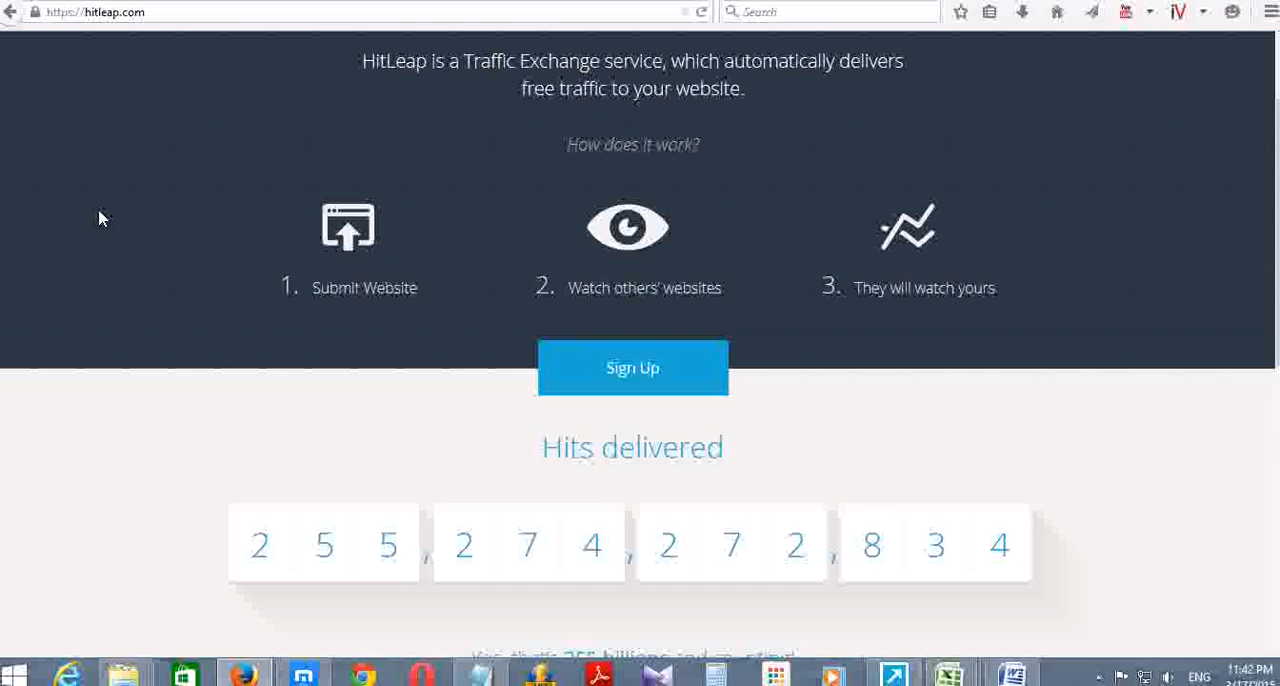 https://hitleap.com
Search
HitLeap is a Traffic Exchange service, which automatically delivers
free traffic to your website.
How does it work?
1. Submit Website
2. Watch others' websites
3. They will watch yours
Sign Up
Hits delivered
255,274,272,834
ENG
11:42 PM